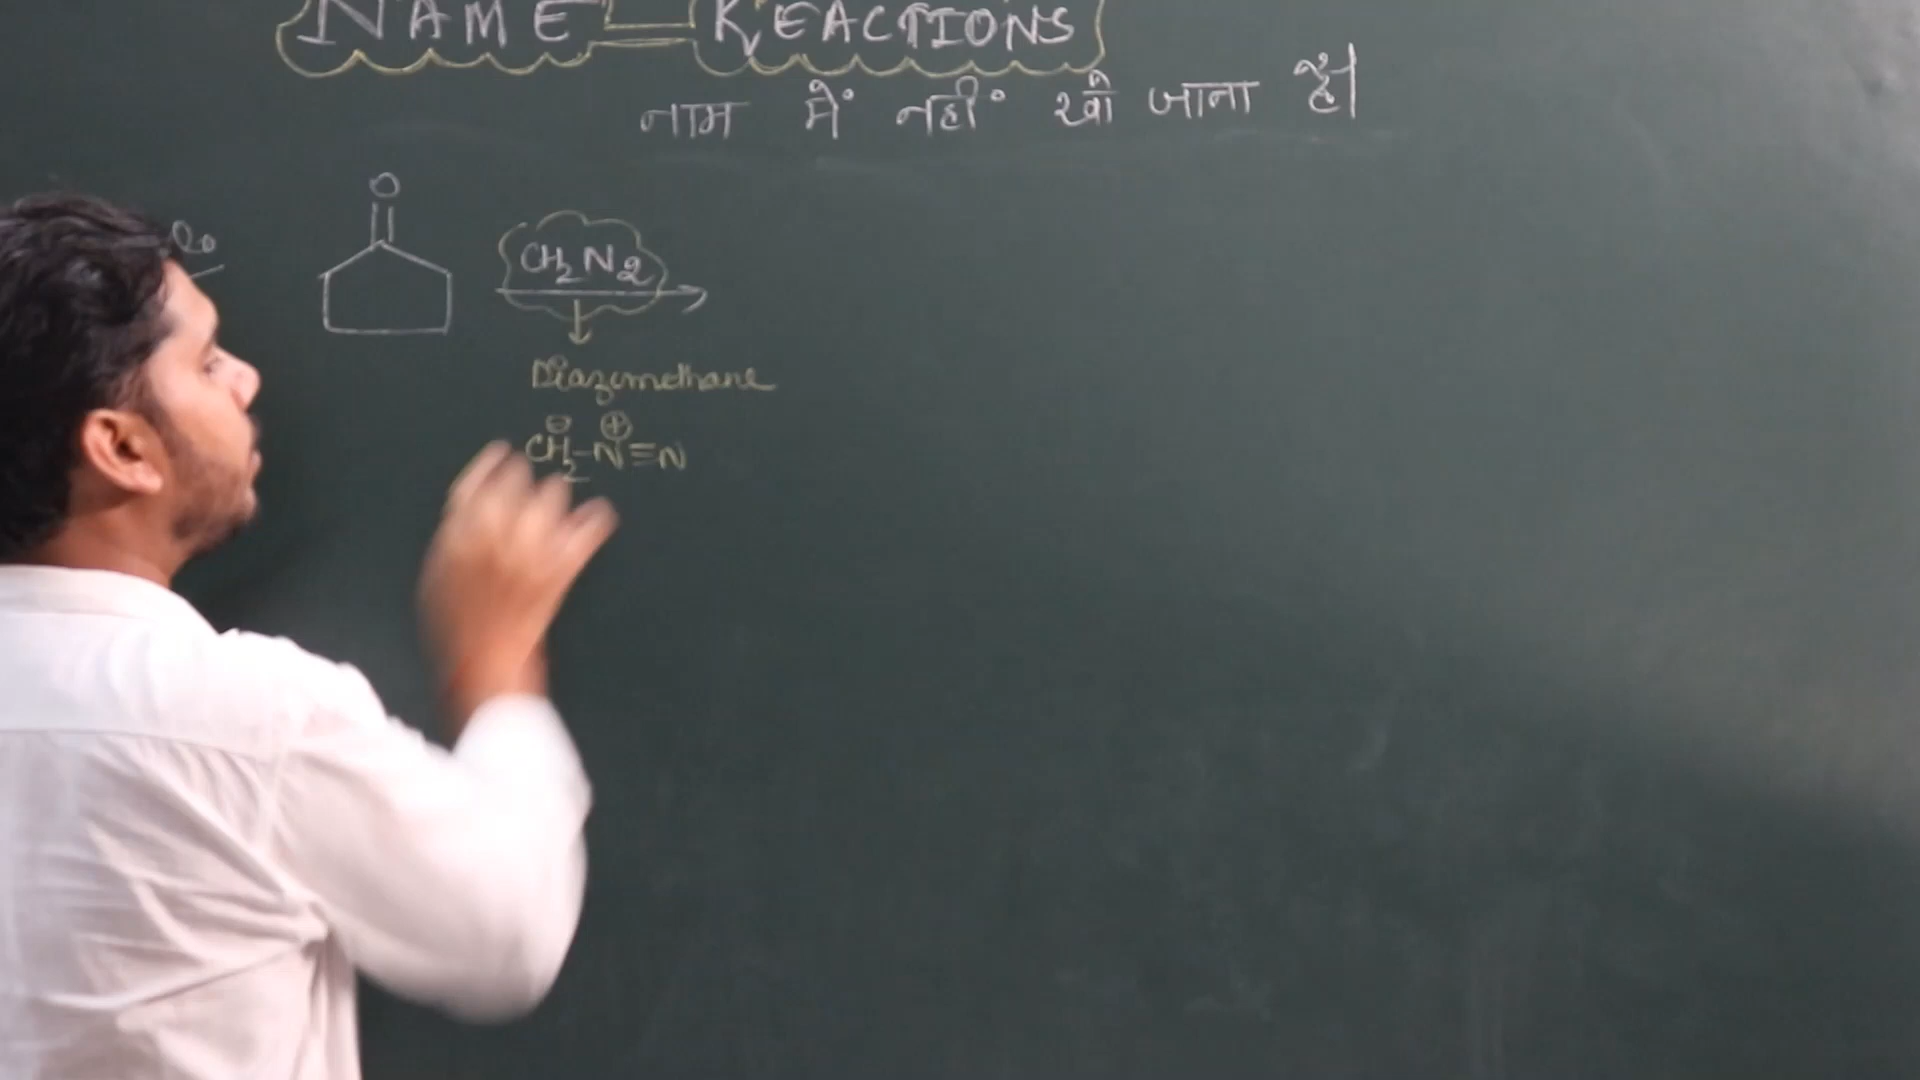 NAME = REACTIONS
नाम में नहीं खो जाना है।
O
CH2N2
Diazomethane
⊖ ⊕
CH2-N≡N